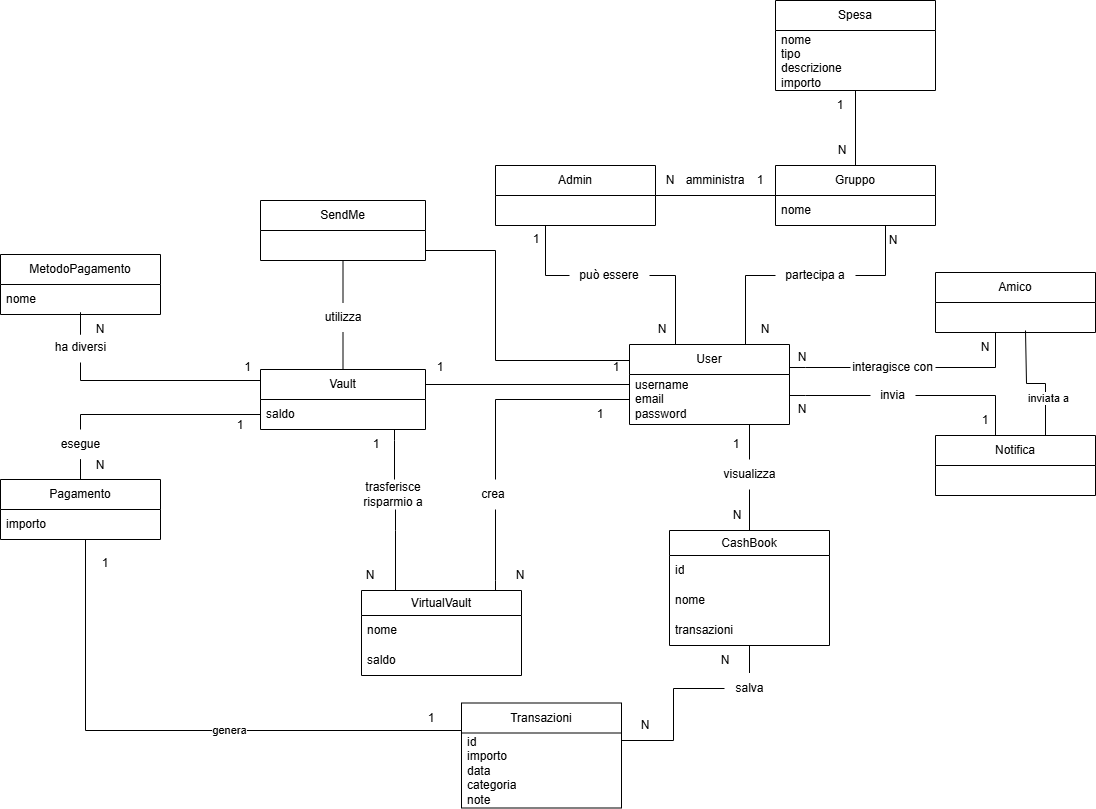 Spesa
nome
tipo
descrizione
importo
1
N
Admin
N amministra 1
Gruppo
nome
SendMe
1
N
MetodoPagamento
nome
può essere
partecipa a
Amico
N
ha diversi
utilizza
N
N
N
1
Vault
saldo
1
1
User
username
email
password
N
interagisce con
invia
inviata a
1
1
N
1
esegue
N
1
1
Notifica
Pagamento
importo
trasferisce
risparmio a
crea
visualizza
N
CashBook
id
nome
transazioni
1
N
N
VirtualVault
nome
saldo
N
salva
genera
1
Transazioni
id
importo
data
categoria
note
N